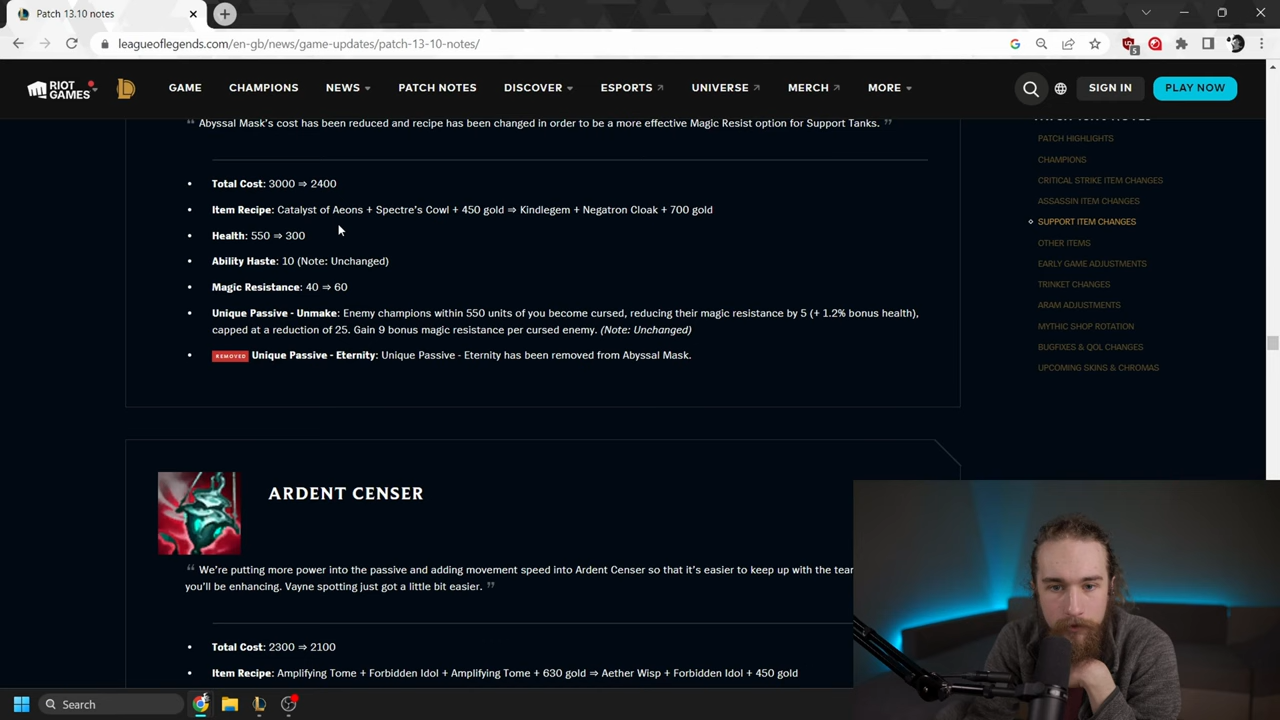 Patch 13.10 notes
leagueoflegends.com/en-gb/news/game-updates/patch-13-10-notes/
5
RIOT GAMES
GAME
CHAMPIONS
NEWS
PATCH NOTES
DISCOVER
ESPORTS
UNIVERSE
MERCH
MORE
SIGN IN
PLAY NOW
" Abyssal Mask's cost has been reduced and recipe has been changed in order to be a more effective Magic Resist option for Support Tanks. "
• Total Cost: 3000 ⇒ 2400
• Item Recipe: Catalyst of Aeons + Spectre's Cowl + 450 gold ⇒ Kindlegem + Negatron Cloak + 700 gold
• Health: 550 ⇒ 300
• Ability Haste: 10 (Note: Unchanged)
• Magic Resistance: 40 ⇒ 60
• Unique Passive - Unmake: Enemy champions within 550 units of you become cursed, reducing their magic resistance by 5 (+ 1.2% bonus health),
capped at a reduction of 25. Gain 9 bonus magic resistance per cursed enemy. (Note: Unchanged)
• REMOVED Unique Passive - Eternity: Unique Passive - Eternity has been removed from Abyssal Mask.
ARDENT CENSER
" We're putting more power into the passive and adding movement speed into Ardent Censer so that it's easier to keep up with the
you'll be enhancing. Vayne spotting just got a little bit easier. "
• Total Cost: 2300 ⇒ 2100
• Item Recipe: Amplifying Tome + Forbidden Idol + Amplifying Tome + 630 gold ⇒ Aether Wisp + Forbidden Idol + 450 gold
PATCH HIGHLIGHTS
CHAMPIONS
CRITICAL STRIKE ITEM CHANGES
ASSASSIN ITEM CHANGES
SUPPORT ITEM CHANGES
OTHER ITEMS
EARLY GAME ADJUSTMENTS
TRINKET CHANGES
ARAM ADJUSTMENTS
MYTHIC SHOP ROTATION
BUGFIXES & QOL CHANGES
UPCOMING SKINS & CHROMAS
Search